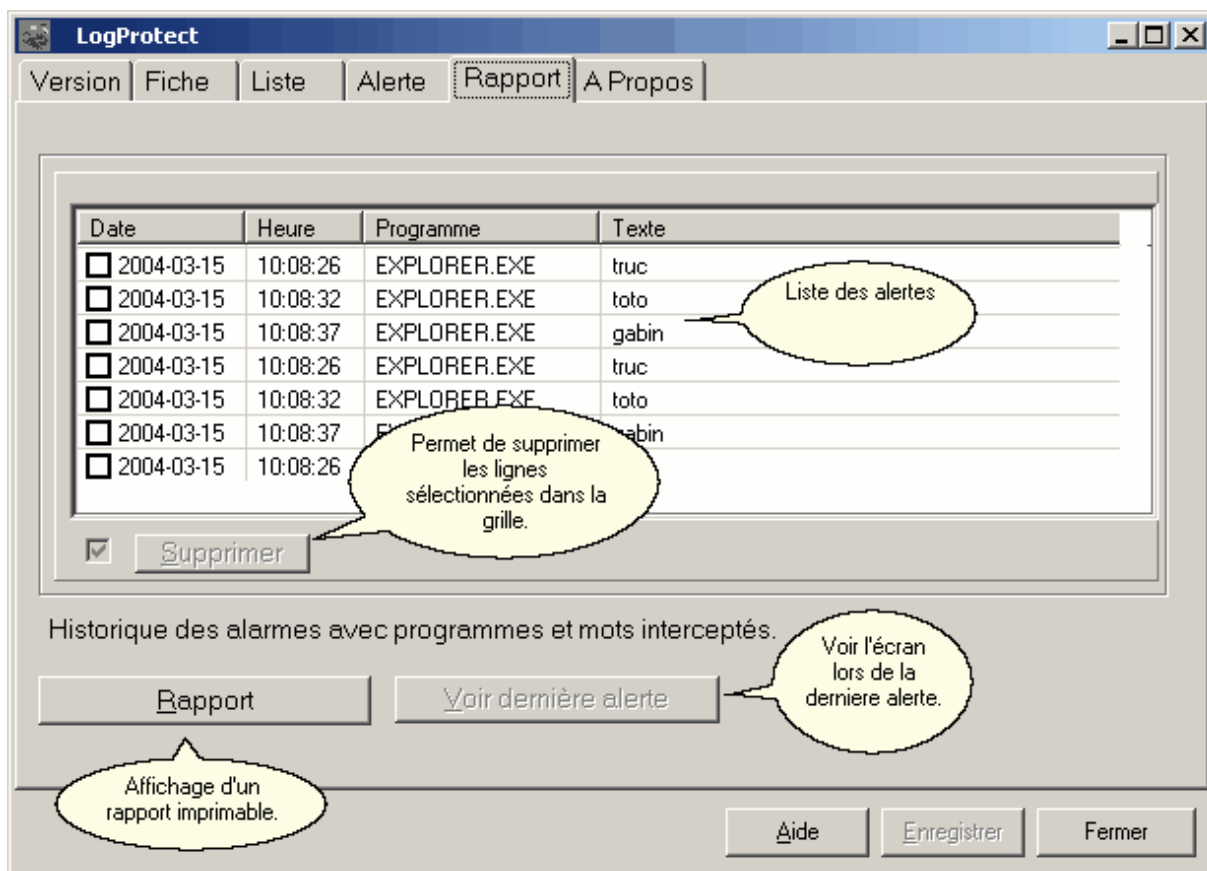 LogProtect
Version Fiche Liste Alerte Rapport A Propos
Date Heure Programme Texte
2004-03-15 10:08:26 EXPLORER.EXE truc
2004-03-15 10:08:32 EXPLORER.EXE toto
2004-03-15 10:08:37 EXPLORER.EXE gabin
2004-03-15 10:08:26 EXPLORER.EXE truc
2004-03-15 10:08:32 EXPLORER.EXE toto
2004-03-15 10:08:37
2004-03-15 10:08:26
Liste des alertes
Permet de supprimer
les lignes
sélectionnées dans la
grille.
Supprimer
Historique des alarmes avec programmes et mots interceptés.
Voir l'écran
lors de la
derniere alerte.
Rapport Voir dernière alerte
Affichage d'un
rapport imprimable.
Aide Enregistrer Fermer